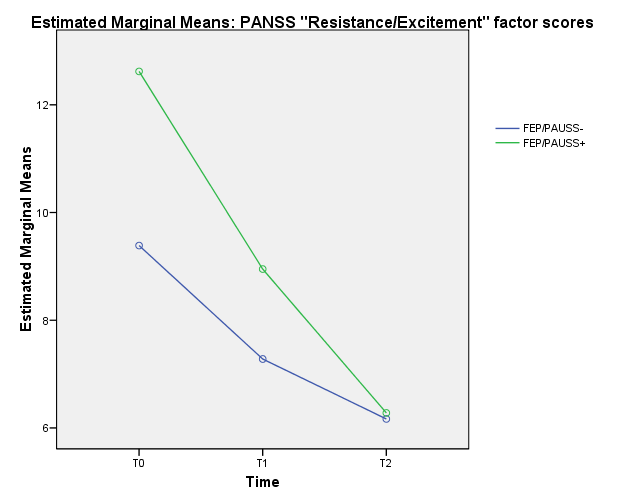 Estimated Marginal Means: PANSS "Resistance/Excitement" factor scores
Estimated Marginal Means
12
10
8
6
T0
T1
T2
Time
FEP/PAUSS-
FEP/PAUSS+